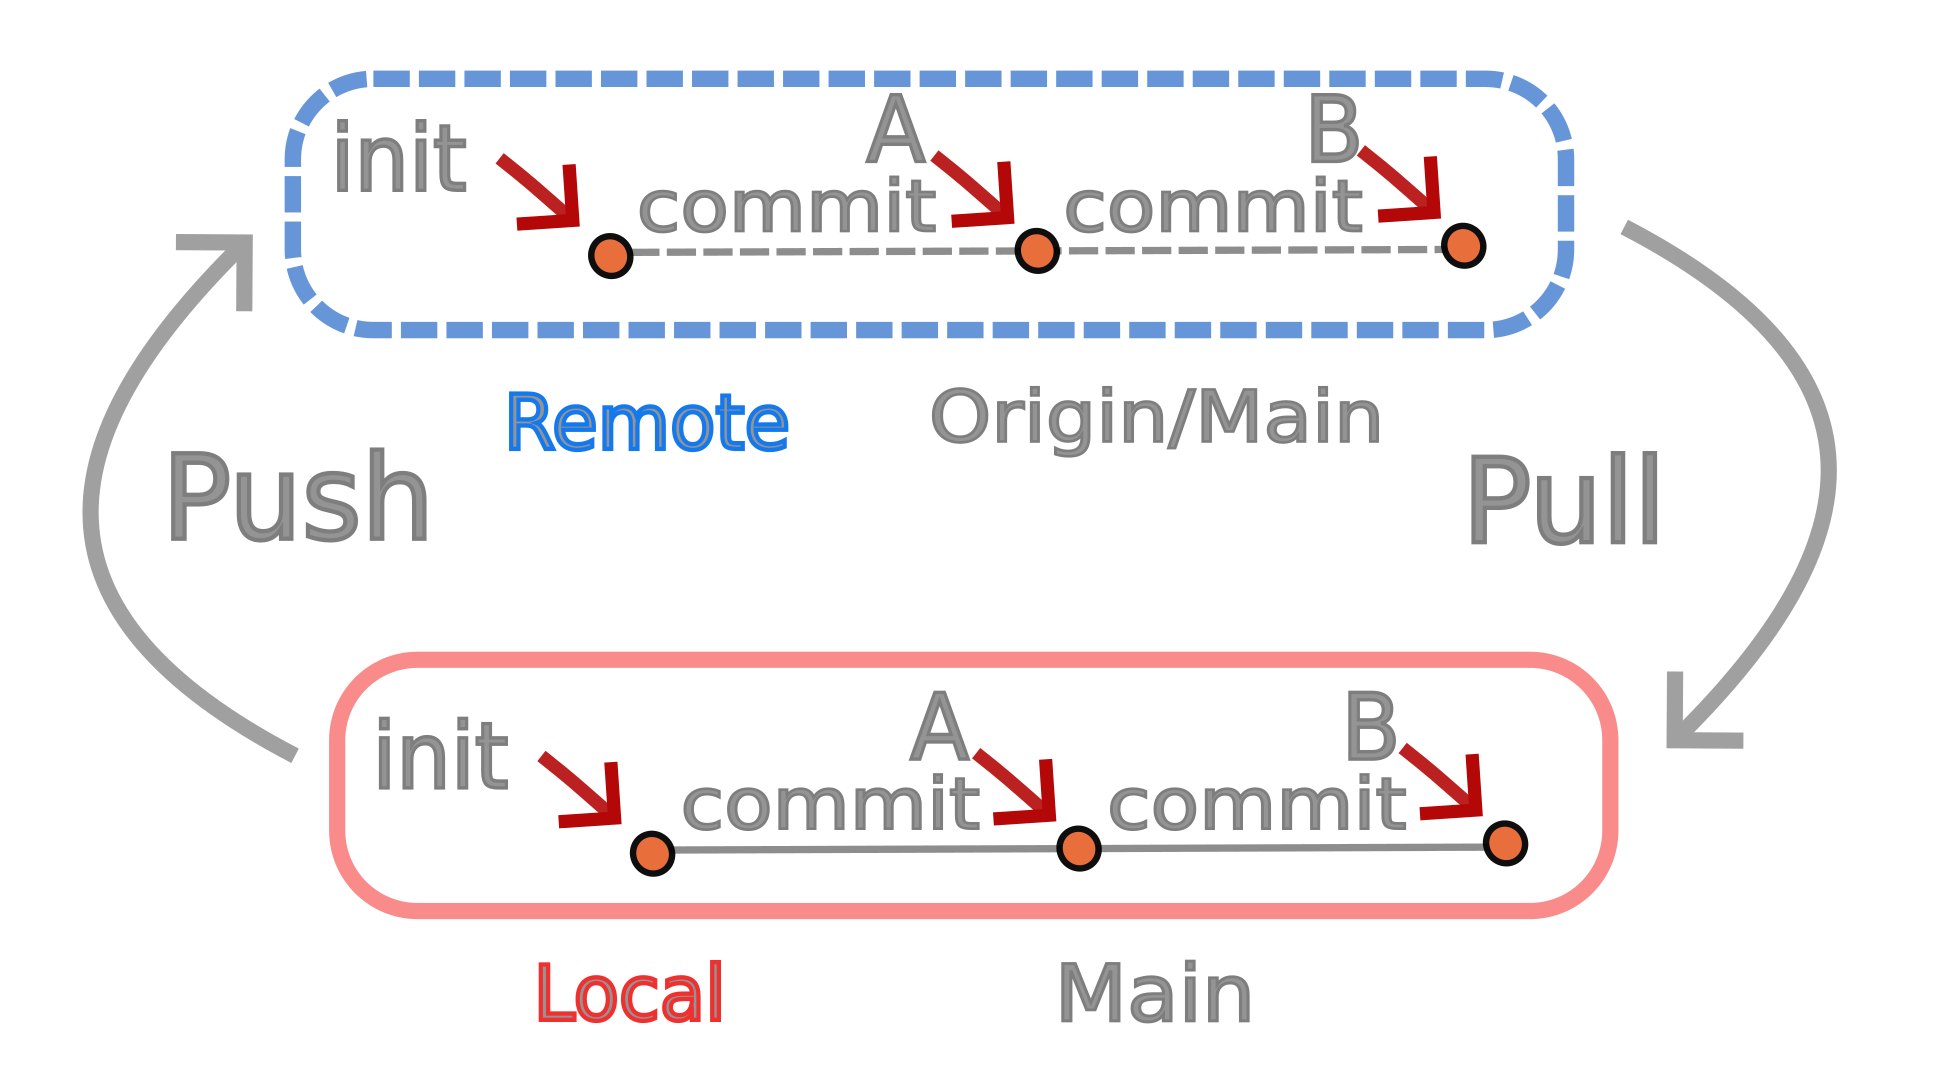 init
A
commit
B
commit
Remote
Origin/Main
Push
Pull
init
A
commit
B
commit
Local
Main